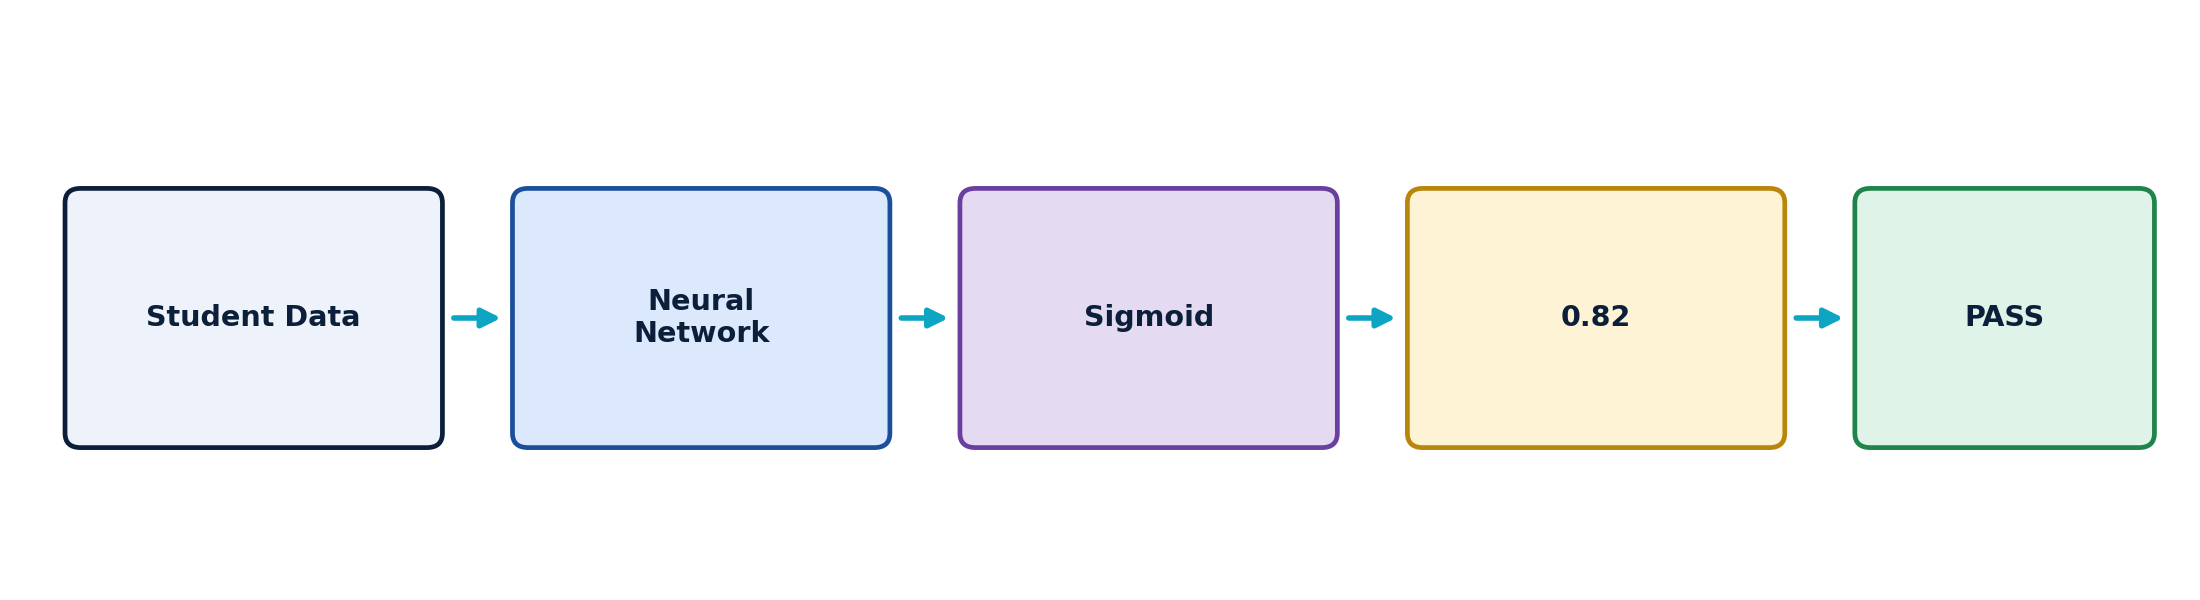 Student Data
Neural
Network
Sigmoid
0.82
PASS